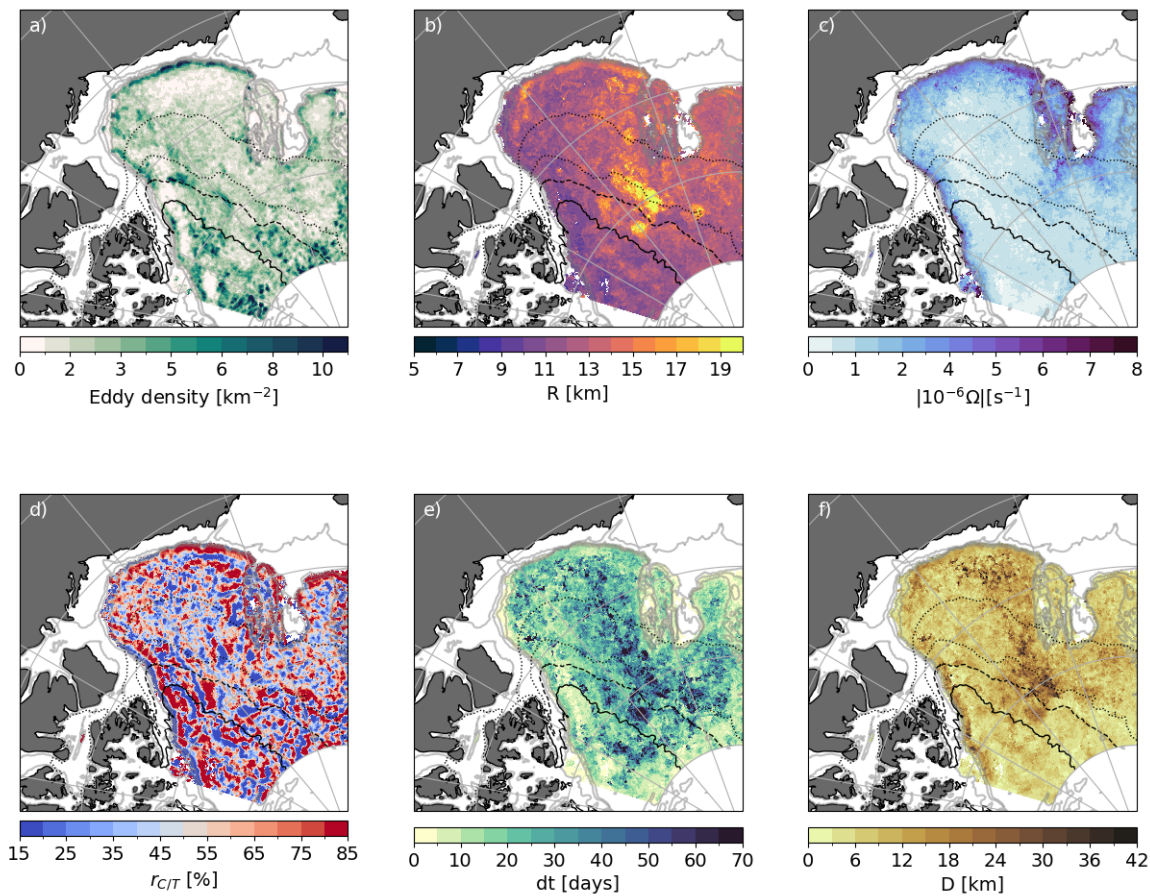 a) b) c)
0 2 3 5 6 8 10 5 7 9 11 13 15 17 19 0 1 2 4 5 6 7 8
Eddy density [km⁻²] R [km] |10⁻⁶Ω|[s⁻¹]
d) e) f)
15 25 35 45 55 65 75 85 0 10 20 30 40 50 60 70 0 6 12 18 24 30 36 42
r_{C/T} [%] dt [days] D [km]